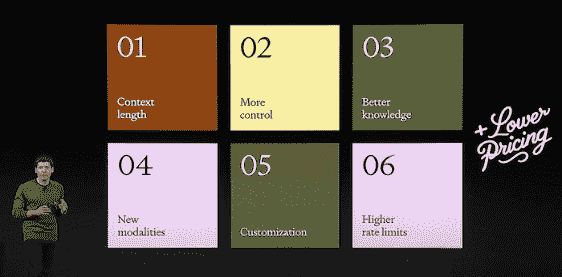 01
Context
length
02
More
control
03
Better
knowledge
04
New
modalities
05
Customization
06
Higher
rate limits
+ Lower
Pricing